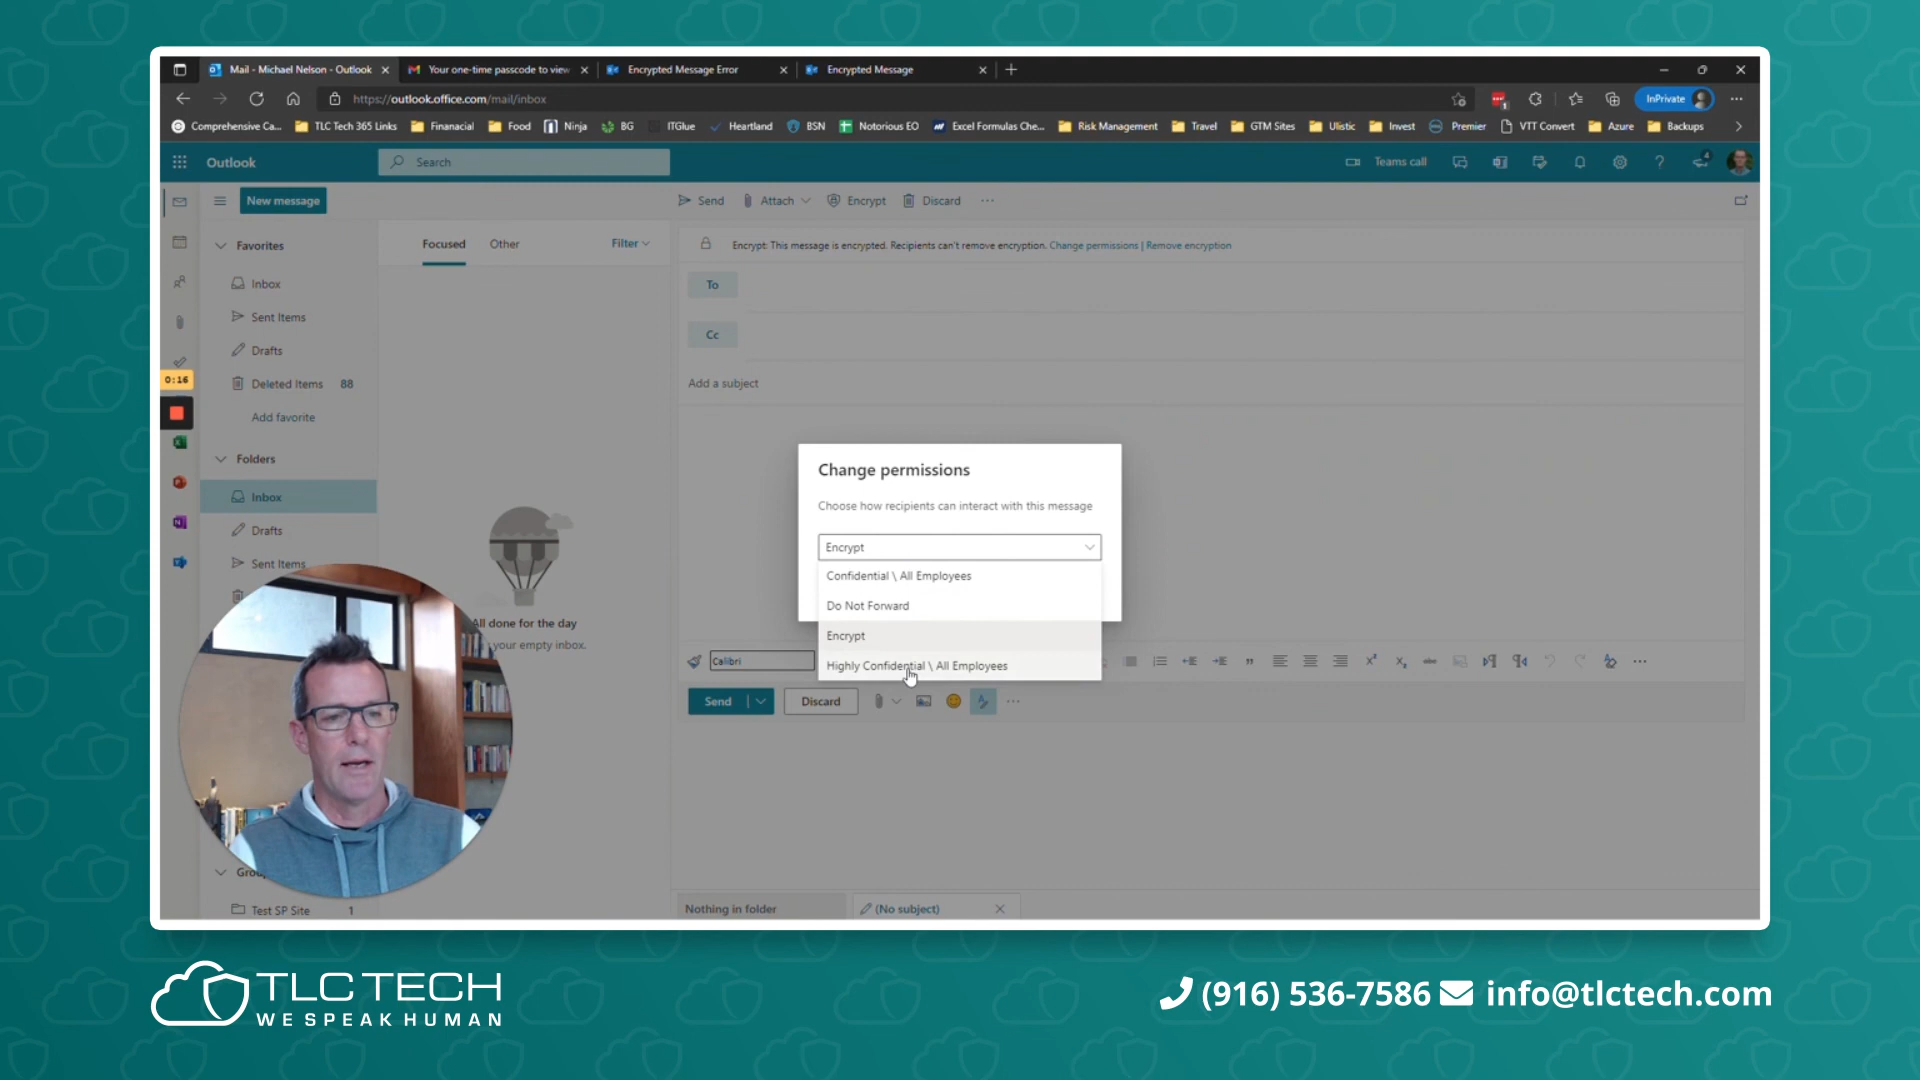 Mail - Michael Nelson - Outlook
Your one-time passcode to view
Encrypted Message Error
Encrypted Message
https://outlook.office.com/mail/inbox
InPrivate
Comprehensive Ca...
TLC Tech 365 Links
Finanacial
Food
Ninja
BG
ITGlue
Heartland
BSN
Notorious EO
Excel Formulas Che...
Risk Management
Travel
GTM Sites
Ulistic
Invest
Premier
VTT Convert
Azure
Backups
Outlook
Search
Teams call
4
New message
Send
Attach
Encrypt
Discard
Favorites
Focused
Other
Filter
Encrypt: This message is encrypted. Recipients can't remove encryption. Change permissions | Remove encryption
Inbox
To
Sent Items
Cc
Drafts
0:16
Deleted Items 88
Add a subject
Add favorite
Folders
Inbox
Drafts
Sent Items
All done for the day
your empty inbox.
Change permissions
Choose how recipients can interact with this message
Encrypt
Confidential \ All Employees
Do Not Forward
Encrypt
Highly Confidential \ All Employees
Calibri
Send
Discard
Test SP Site 1
Nothing in folder
(No subject)
TLC TECH
WE SPEAK HUMAN
(916) 536-7586
info@tlctech.com